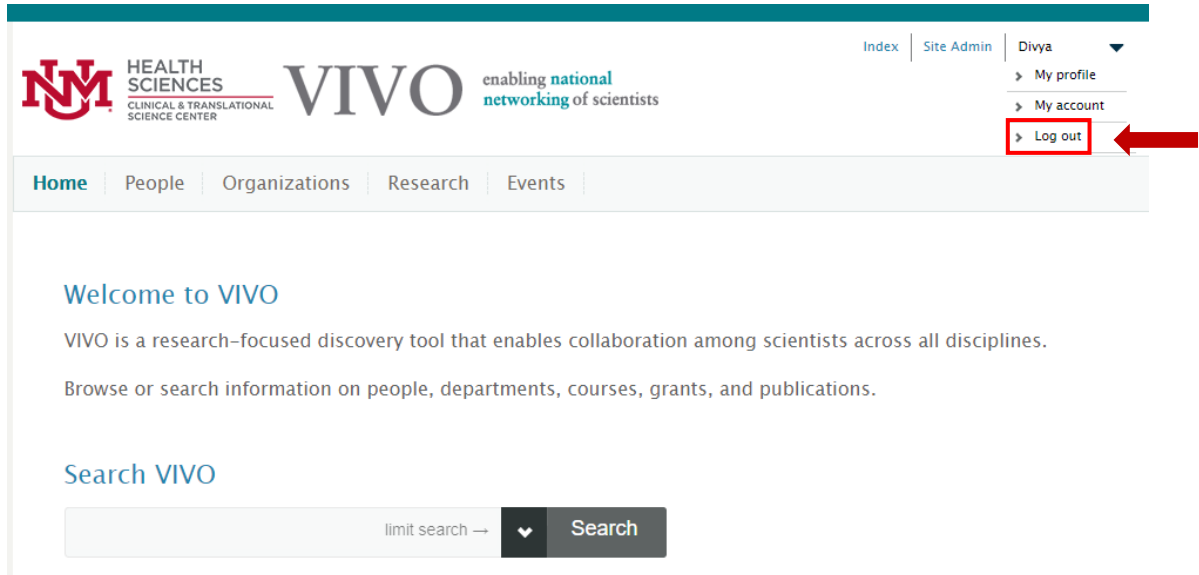 Index Site Admin Divya
My profile
My account
Log out
UNM
HEALTH
SCIENCES
CLINICAL & TRANSLATIONAL
SCIENCE CENTER
VIVO
enabling national
networking of scientists
Home People Organizations Research Events
Welcome to VIVO
VIVO is a research-focused discovery tool that enables collaboration among scientists across all disciplines.
Browse or search information on people, departments, courses, grants, and publications.
Search VIVO
limit search → Search